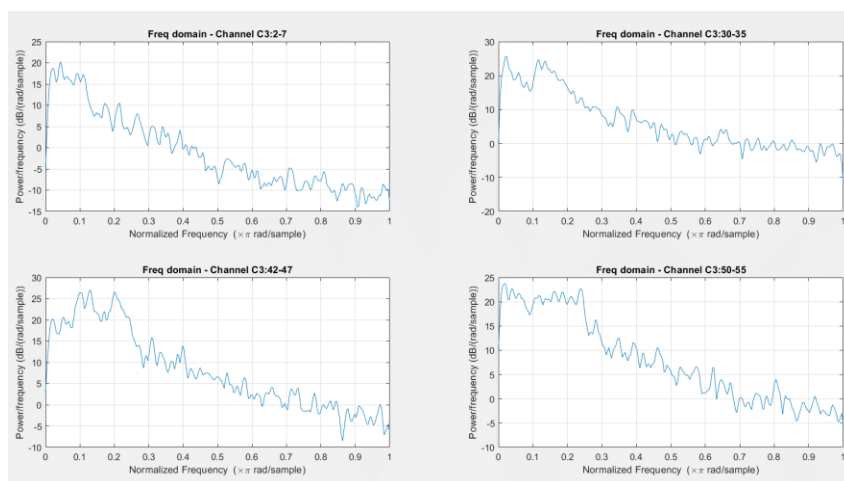 Freq domain - Channel C3:2-7
25
20
15
10
5
0
-5
-10
-15
Power/frequency (dB/(rad/sample))
0 0.1 0.2 0.3 0.4 0.5 0.6 0.7 0.8 0.9 1
Normalized Frequency (×π rad/sample)
Freq domain - Channel C3:30-35
30
20
10
0
-10
-20
Power/frequency (dB/(rad/sample))
0 0.1 0.2 0.3 0.4 0.5 0.6 0.7 0.8 0.9 1
Normalized Frequency (×π rad/sample)
Freq domain - Channel C3:42-47
30
25
20
15
10
5
0
-5
-10
Power/frequency (dB/(rad/sample))
0 0.1 0.2 0.3 0.4 0.5 0.6 0.7 0.8 0.9 1
Normalized Frequency (×π rad/sample)
Freq domain - Channel C3:50-55
25
20
15
10
5
0
-5
-10
Power/frequency (dB/(rad/sample))
0 0.1 0.2 0.3 0.4 0.5 0.6 0.7 0.8 0.9 1
Normalized Frequency (×π rad/sample)